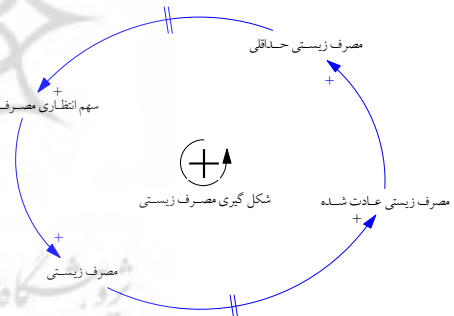 مصرف زیستی حداقلی
+
+
سهم انتظاری مصرف
+
شکل گیری مصرف زیستی
مصرف زیستی عادت شده
+
+
مصرف زیستی